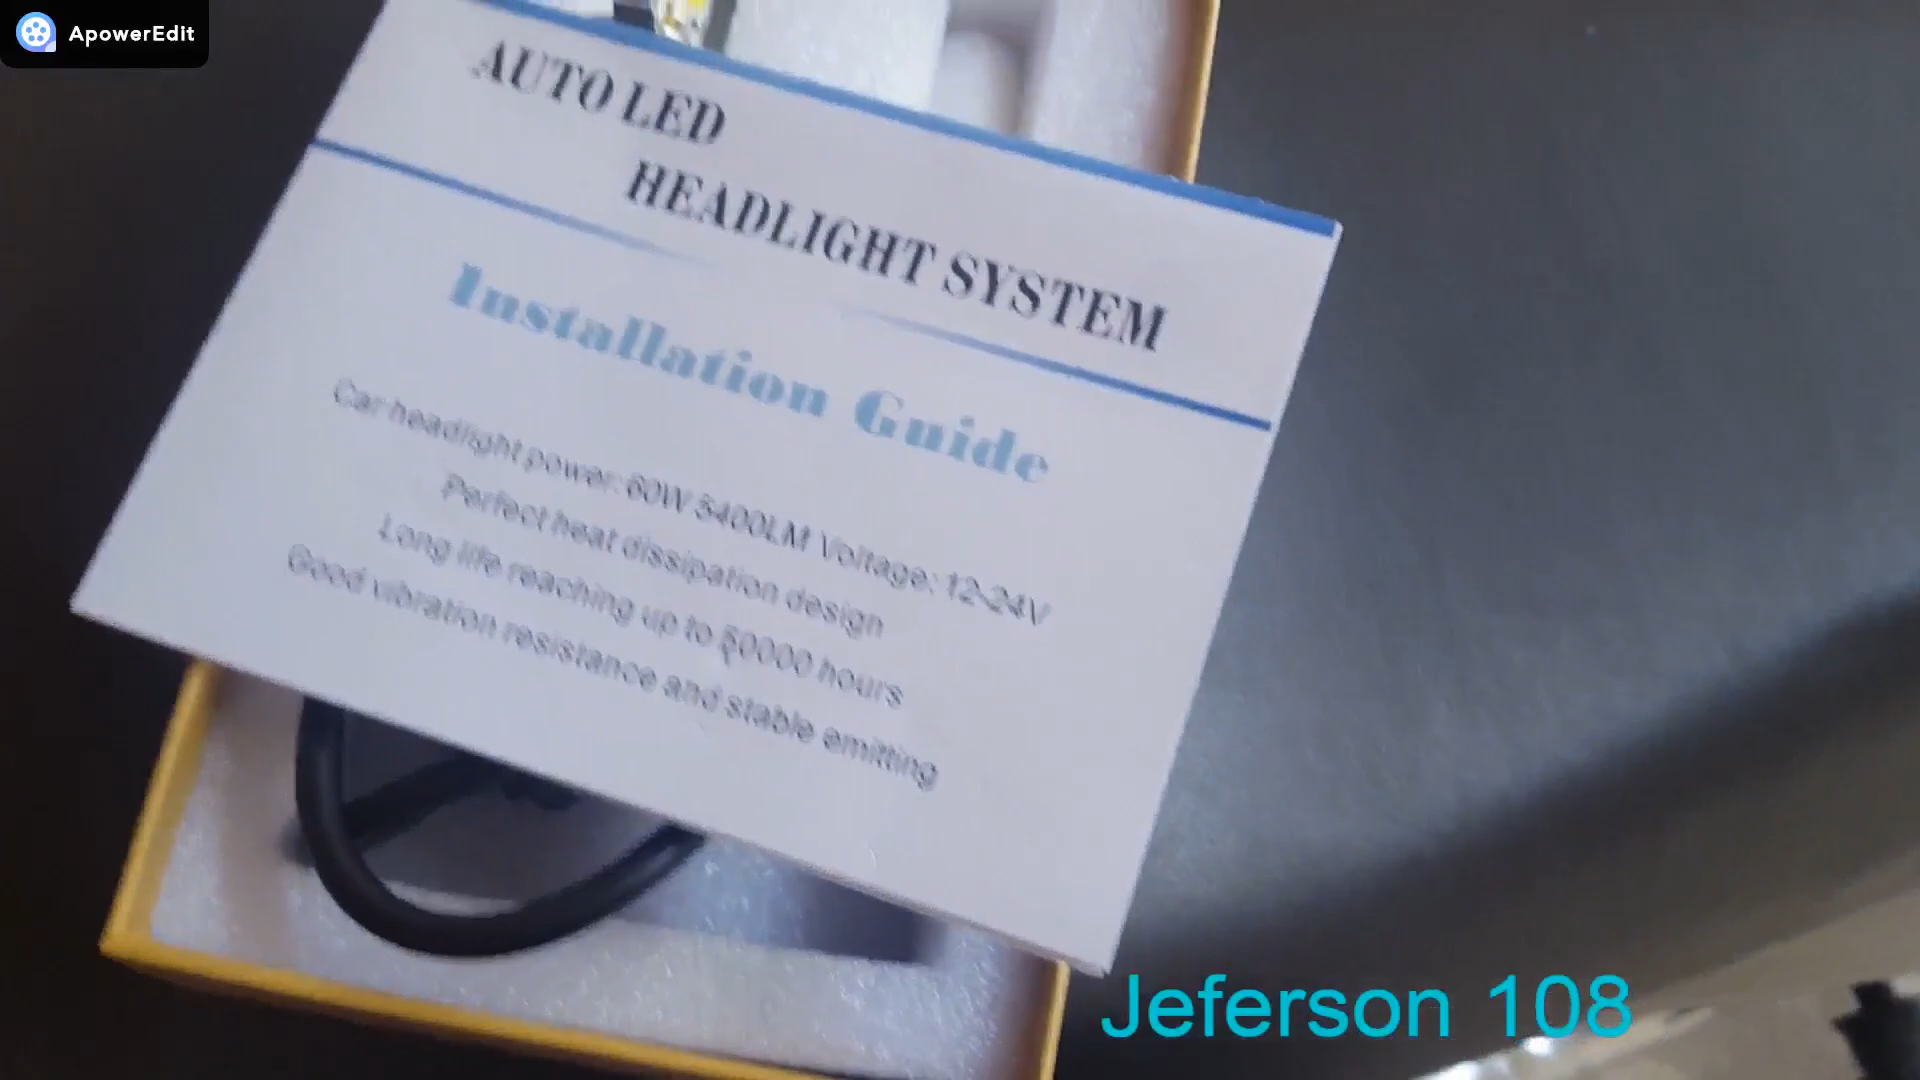 ApowerEdit
AUTO LED
HEADLIGHT SYSTEM
Installation Guide
Car headlight power: 60W 5400LM Voltage: 12-24V
Perfect heat dissipation design
Long life reaching up to 50000 hours
Good vibration resistance and stable emitting
Jeferson 108